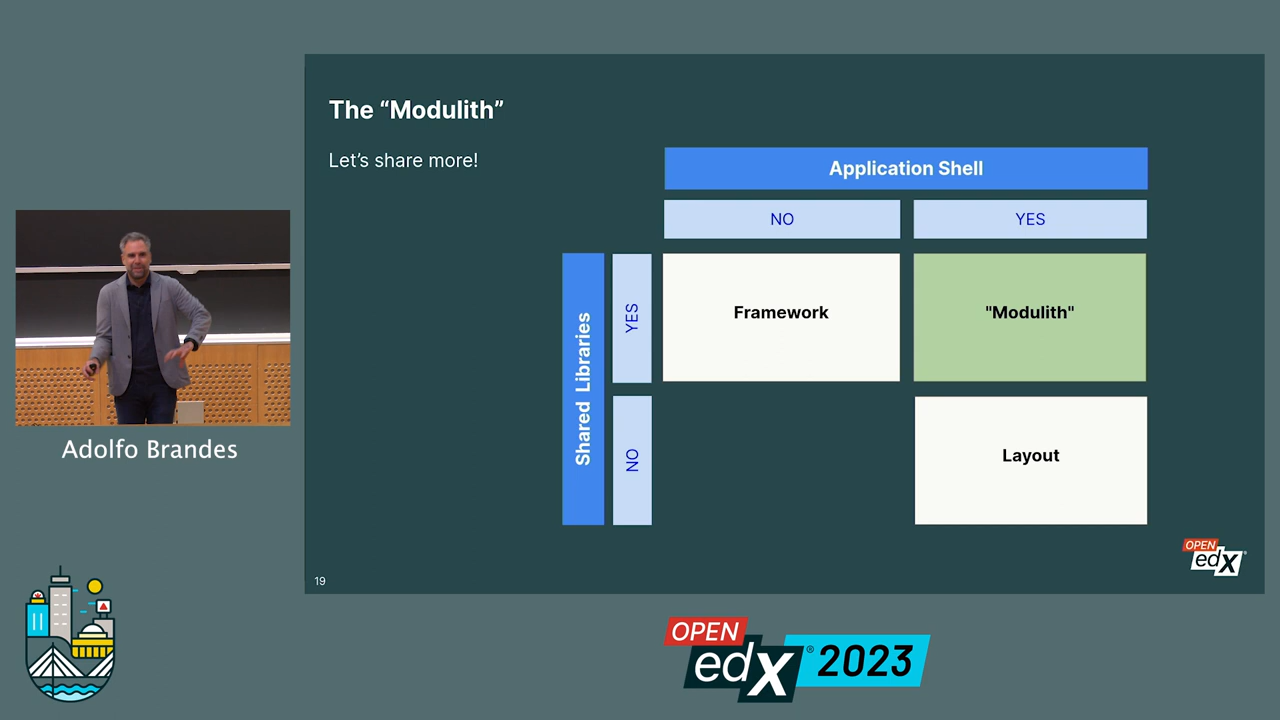 The “Modulith”
Let’s share more!
Application Shell
NO
YES
Shared Libraries
YES
Framework
"Modulith"
NO
Layout
19
OPEN
edX®
Adolfo Brandes
OPEN
edX® 2023